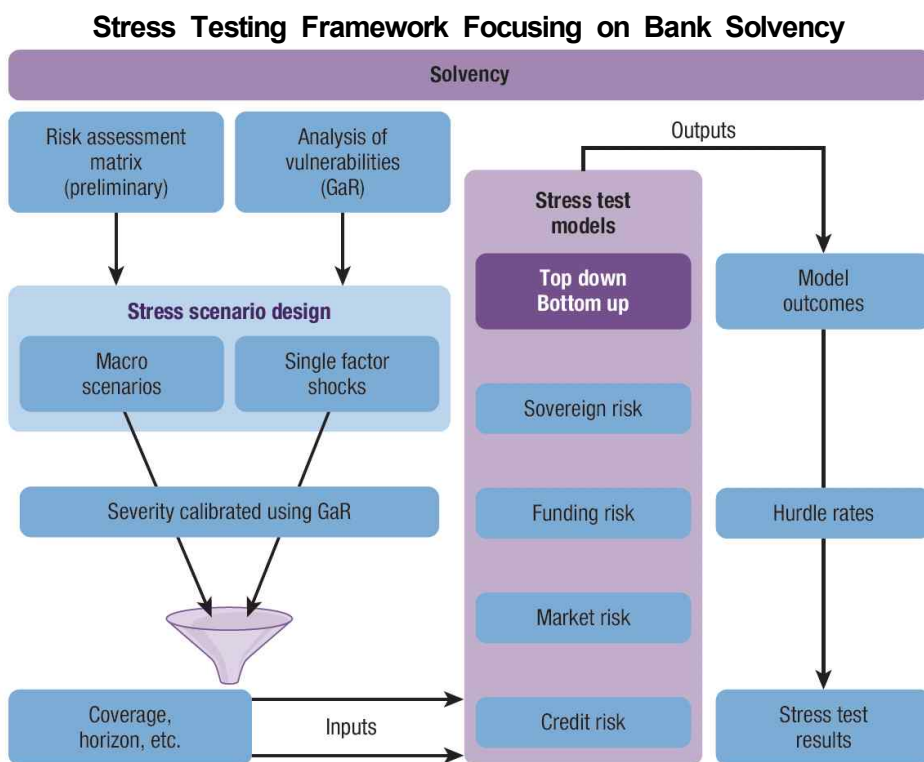 Stress Testing Framework Focusing on Bank Solvency
Solvency
Risk assessment
matrix
(preliminary)
Analysis of
vulnerabilities
(GaR)
Stress scenario design
Macro
scenarios
Single factor
shocks
Severity calibrated using GaR
Coverage,
horizon, etc.
Inputs
Stress test
models
Top down
Bottom up
Sovereign risk
Funding risk
Market risk
Credit risk
Outputs
Model
outcomes
Hurdle rates
Stress test
results